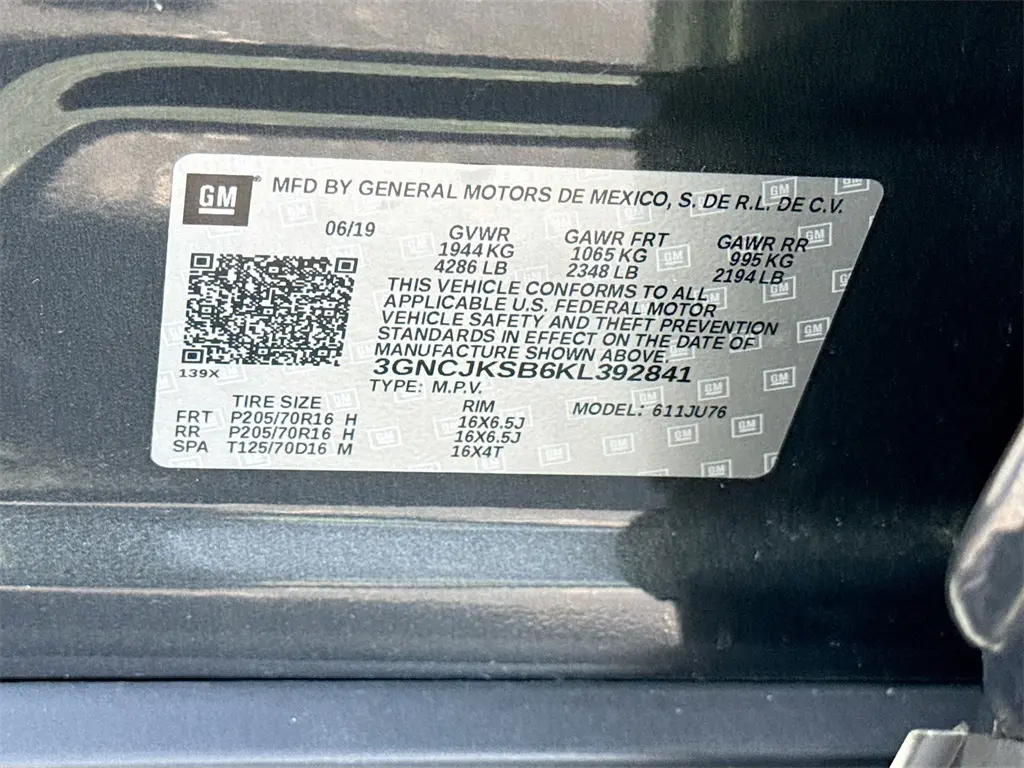 GM ® MFD BY GENERAL MOTORS DE MEXICO, S. DE R.L. DE C.V.
06/19 GVWR GAWR FRT GAWR RR
1944 KG 1065 KG 995 KG
4286 LB 2348 LB 2194 LB
THIS VEHICLE CONFORMS TO ALL
APPLICABLE U.S. FEDERAL MOTOR
VEHICLE SAFETY AND THEFT PREVENTION
STANDARDS IN EFFECT ON THE DATE OF
MANUFACTURE SHOWN ABOVE.
139X 3GNCJKSB6KL392841
TYPE: M.P.V.
TIRE SIZE RIM MODEL: 611JU76
FRT P205/70R16 H 16X6.5J
RR P205/70R16 H 16X6.5J
SPA T125/70D16 M 16X4T